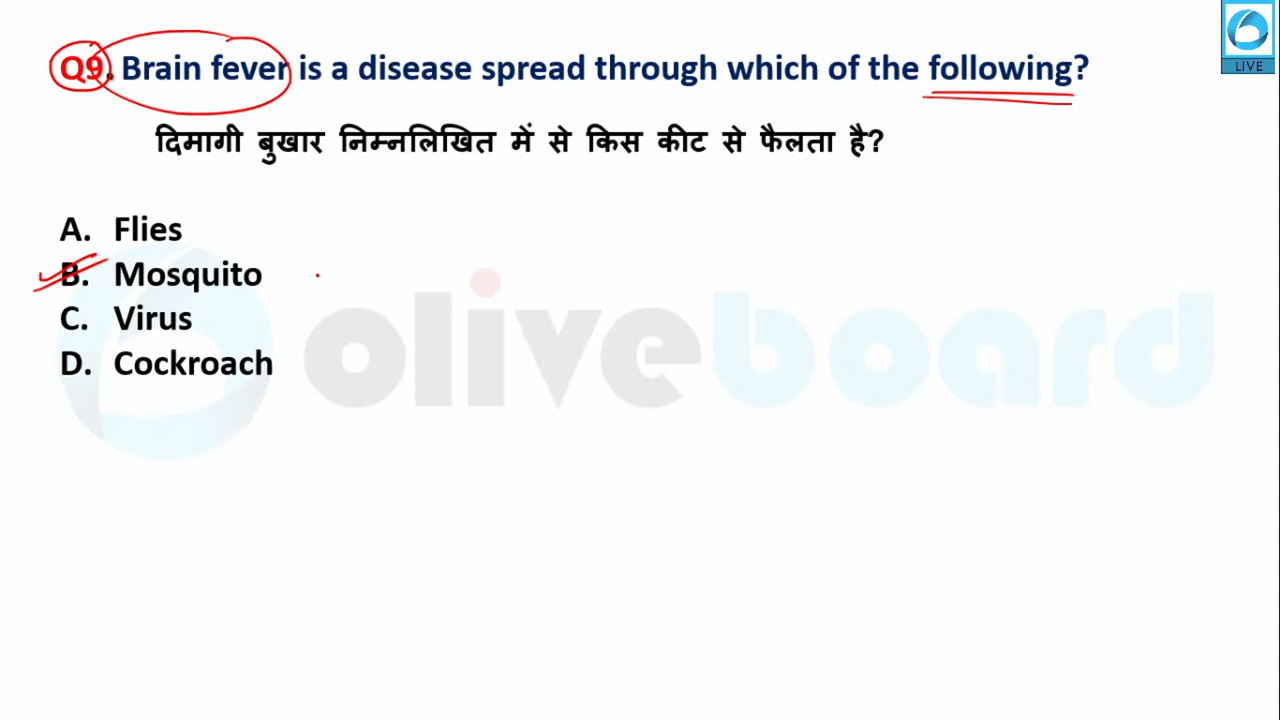 LIVE
Q9. Brain fever is a disease spread through which of the following?
दिमागी बुखार निम्नलिखित में से किस कीट से फैलता है?
A. Flies
B. Mosquito
C. Virus
D. Cockroach
oliveboard